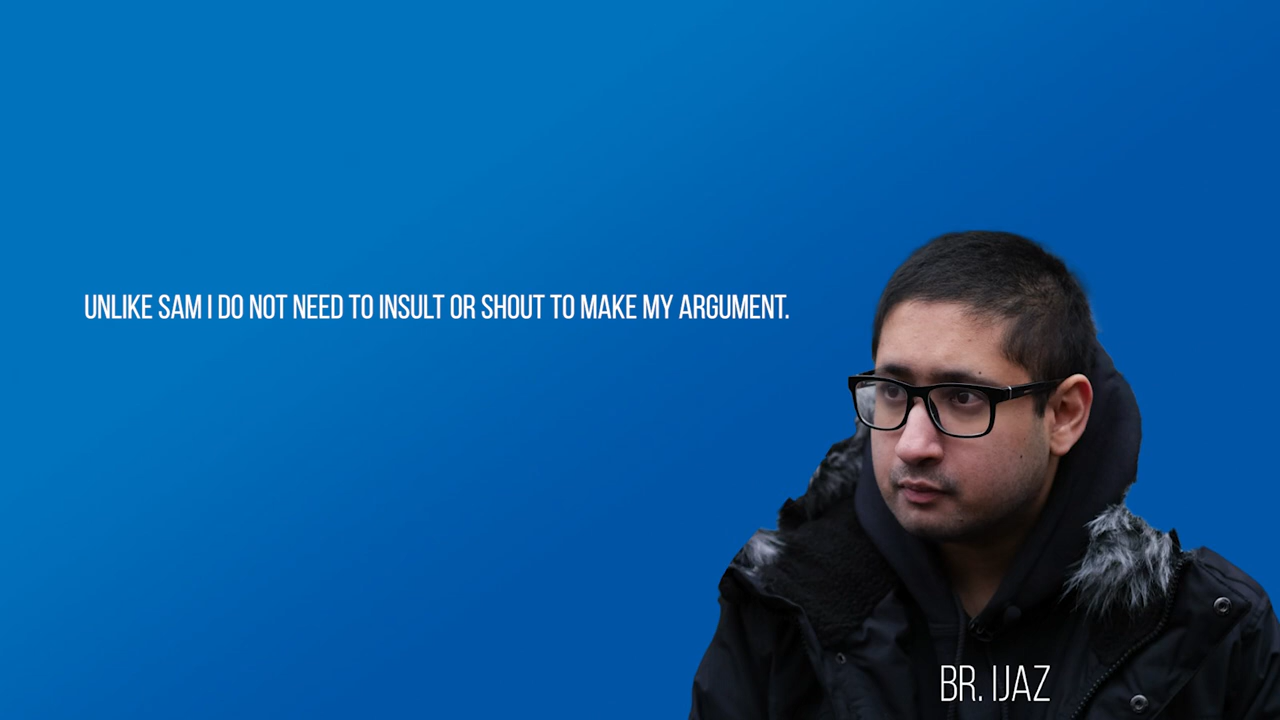 UNLIKE SAM I DO NOT NEED TO INSULT OR SHOUT TO MAKE MY ARGUMENT.
BR. IJAZ